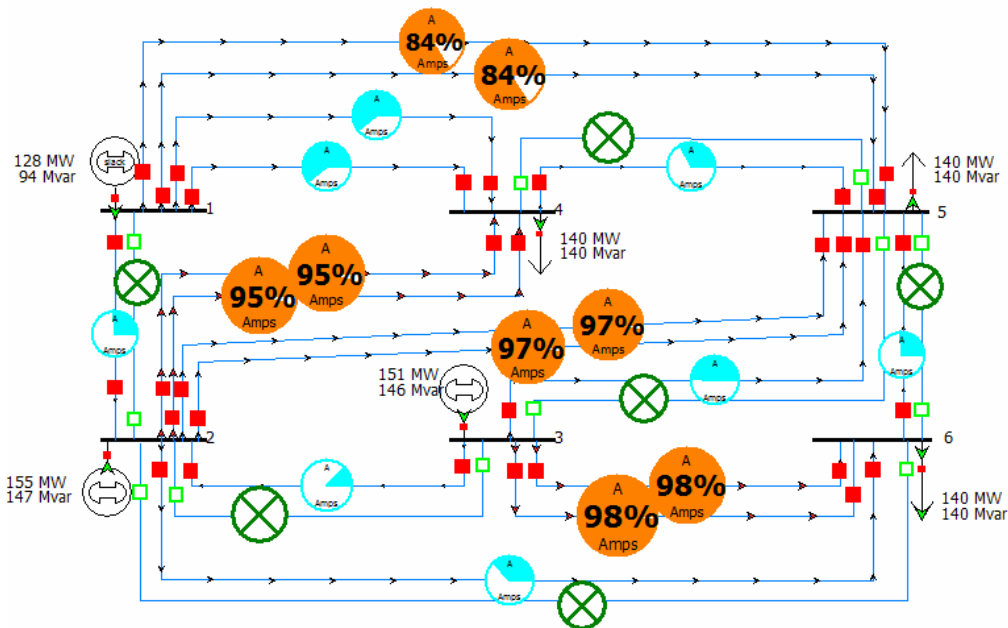 A
84%
Amps
A
84%
Amps
A
Amps
128 MW
94 Mvar
slack
A
Amps
A
Amps
140 MW
140 Mvar
1
4
5
140 MW
140 Mvar
A
95%
Amps
A
95%
Amps
A
97%
Amps
A
97%
Amps
A
Amps
A
Amps
151 MW
146 Mvar
A
Amps
2
3
6
155 MW
147 Mvar
A
Amps
A
98%
Amps
A
98%
Amps
140 MW
140 Mvar
A
Amps